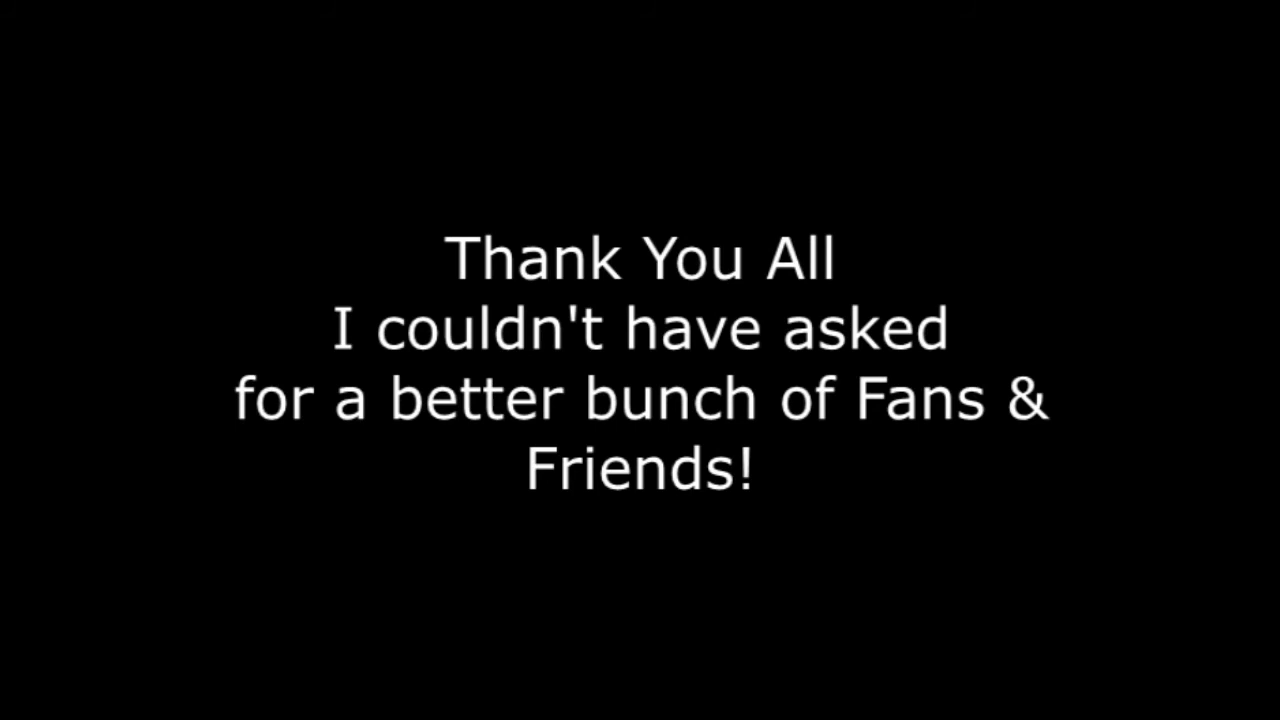 Thank You All
I couldn't have asked
for a better bunch of Fans &
Friends!